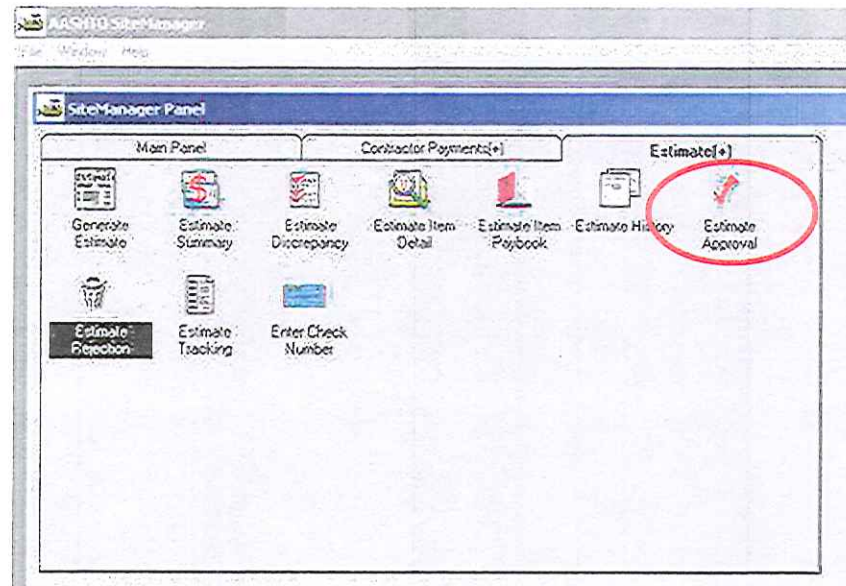 AASHTO SiteManager
File Window Help
SiteManager Panel
Main Panel
Contractor Payments(+)
Estimate(+)
Generate
Estimate
Estimate
Summary
Estimate
Discrepancy
Estimate Item
Detail
Estimate Item
Paybook
Estimate History
Estimate
Approval
Estimate
Rejection
Estimate
Tracking
Enter Check
Number